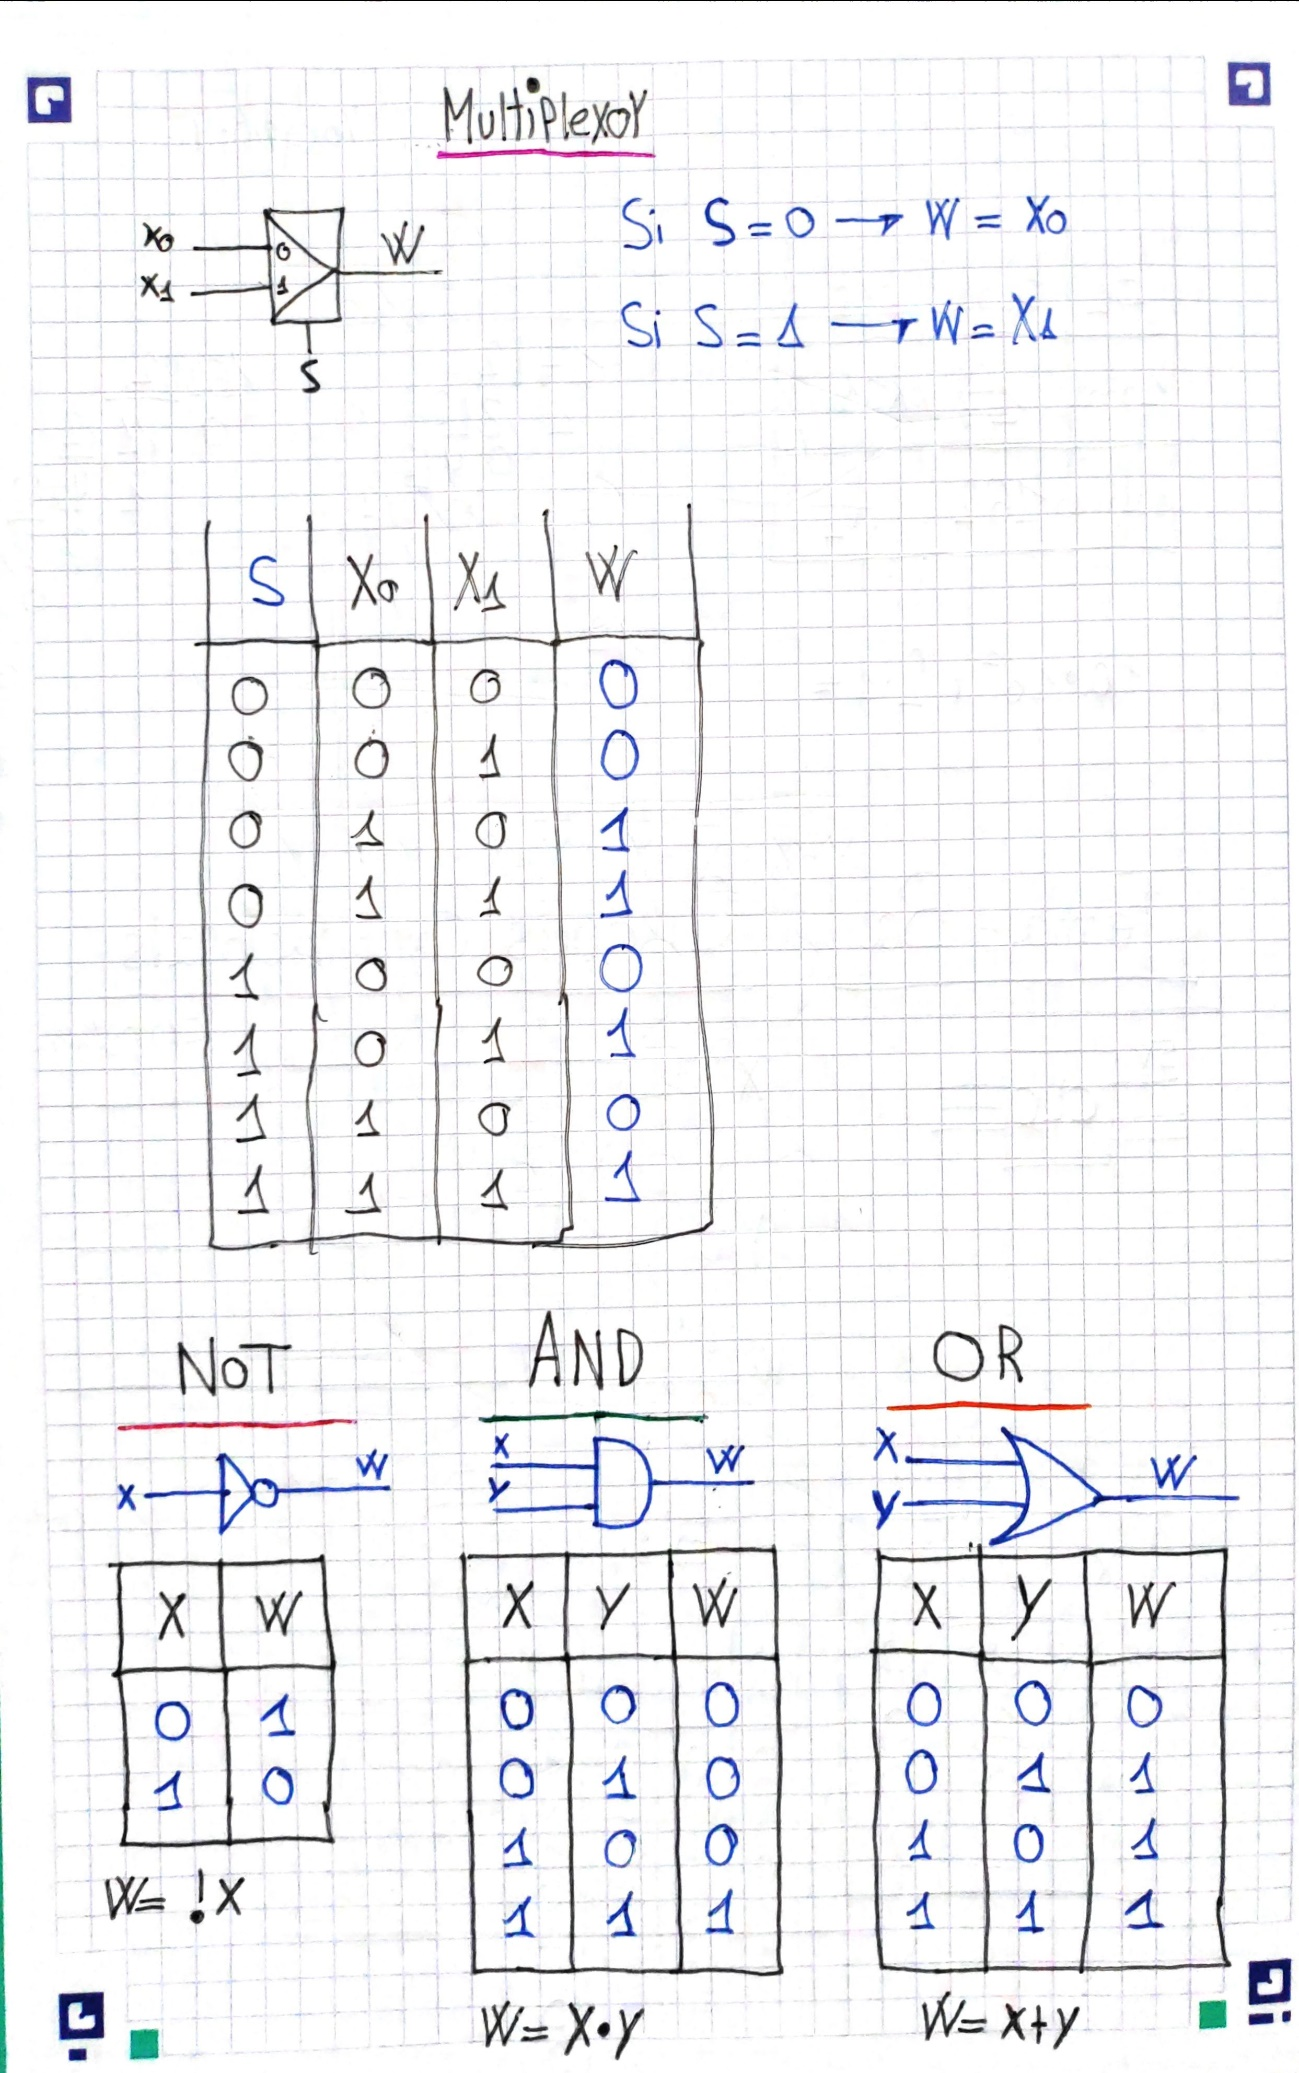 Multiplexor
X0 0 W
X1 1
S
Si S=0 → W = X0
Si S=1 → W= X1
S X0 X1 W
0 0 0 0
0 0 1 0
0 1 0 1
0 1 1 1
1 0 0 0
1 0 1 1
1 1 0 0
1 1 1 1
NOT
X W
X W
0 1
1 0
W= !X
AND
X W
Y
X Y W
0 0 0
0 1 0
1 0 0
1 1 1
W= X•Y
OR
X W
Y
X Y W
0 0 0
0 1 1
1 0 1
1 1 1
W= X+Y